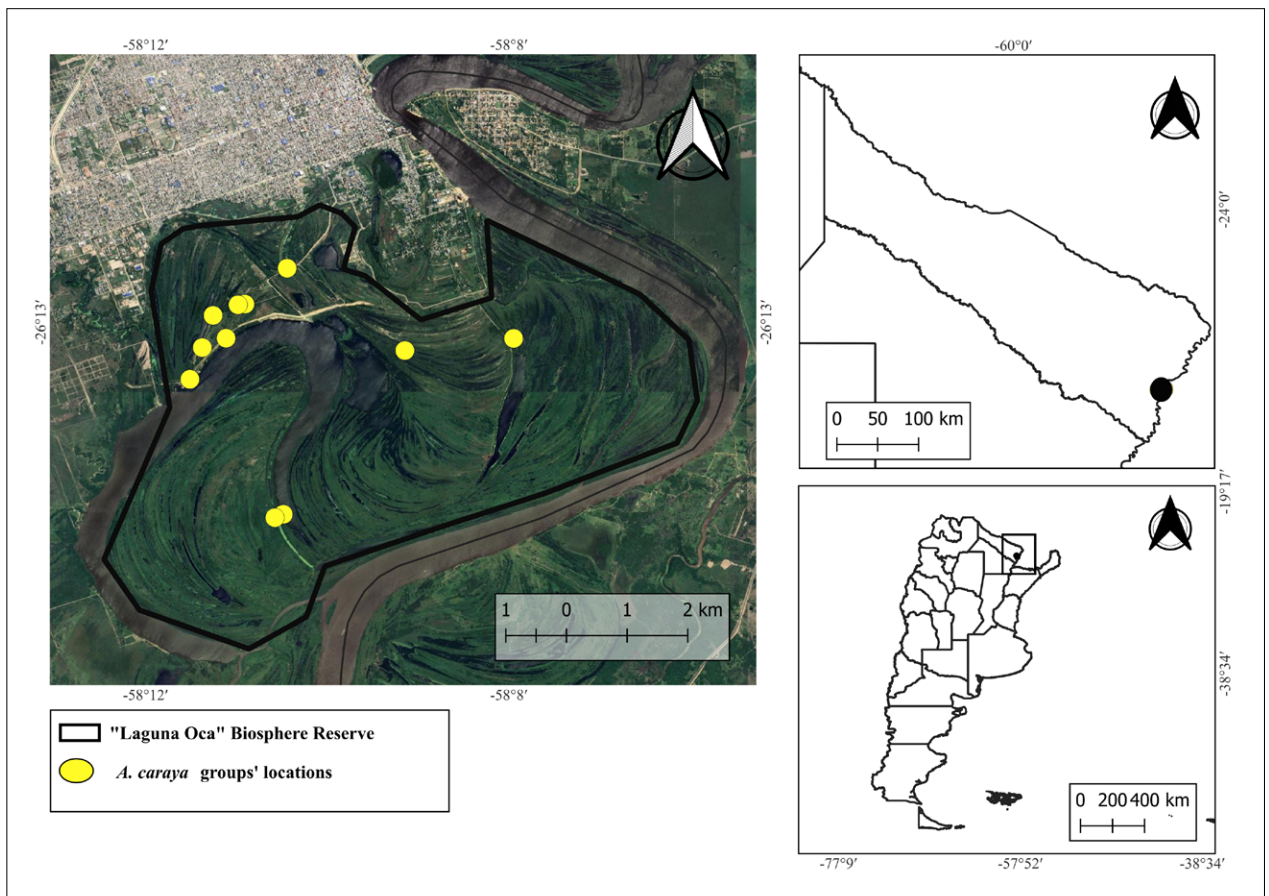 -58°12'
-58°8'
-26°13'
-26°13'
1 0 1 2 km
-58°12'
-58°8'
"Laguna Oca" Biosphere Reserve
A. caraya groups' locations
-60°0'
-24°0'
0 50 100 km
-19°17'
-38°34'
0 200 400 km
-77°9'
-57°52'
-38°34'